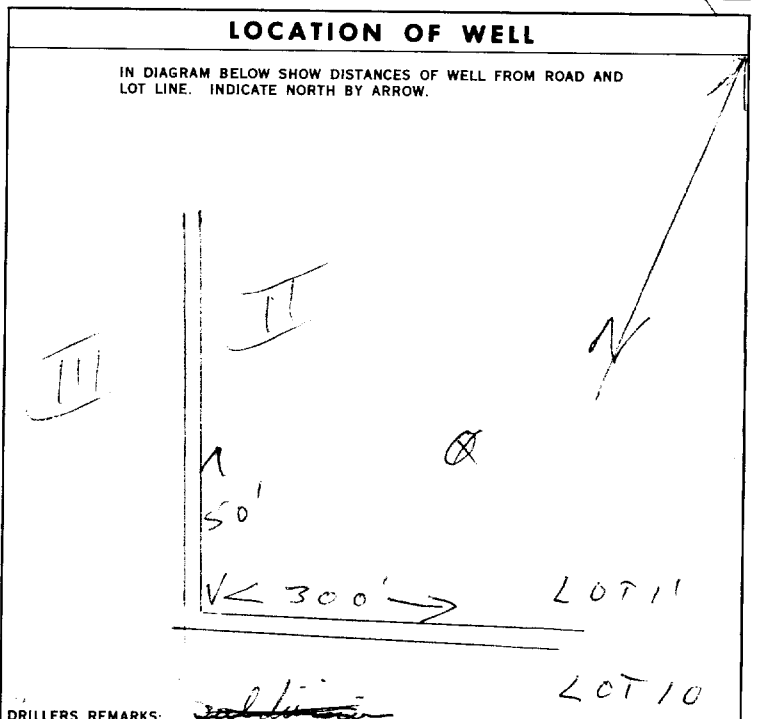 LOCATION OF WELL
IN DIAGRAM BELOW SHOW DISTANCES OF WELL FROM ROAD AND
LOT LINE. INDICATE NORTH BY ARROW.
II
N
III
50'
300'
LOT 11
LOT 10
DRILLERS REMARKS: